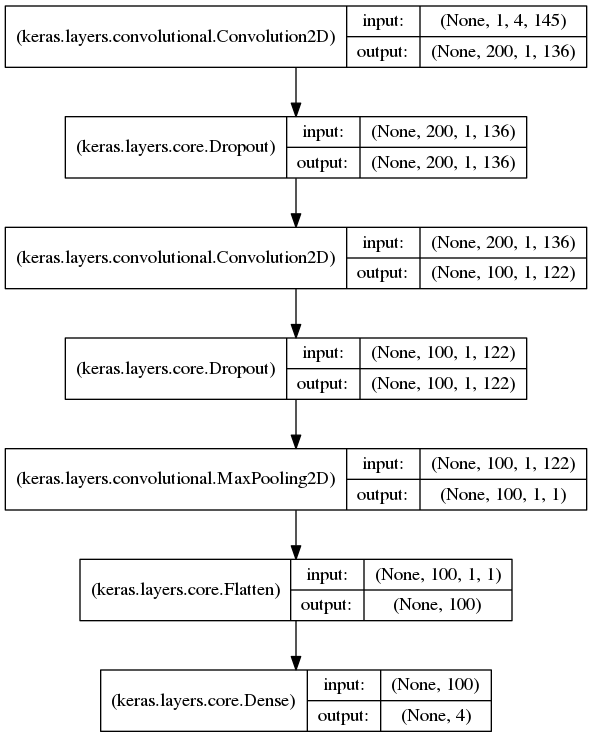 (keras.layers.convolutional.Convolution2D)
input:
(None, 1, 4, 145)
output:
(None, 200, 1, 136)
(keras.layers.core.Dropout)
input:
(None, 200, 1, 136)
output:
(None, 200, 1, 136)
(keras.layers.convolutional.Convolution2D)
input:
(None, 200, 1, 136)
output:
(None, 100, 1, 122)
(keras.layers.core.Dropout)
input:
(None, 100, 1, 122)
output:
(None, 100, 1, 122)
(keras.layers.convolutional.MaxPooling2D)
input:
(None, 100, 1, 122)
output:
(None, 100, 1, 1)
(keras.layers.core.Flatten)
input:
(None, 100, 1, 1)
output:
(None, 100)
(keras.layers.core.Dense)
input:
(None, 100)
output:
(None, 4)